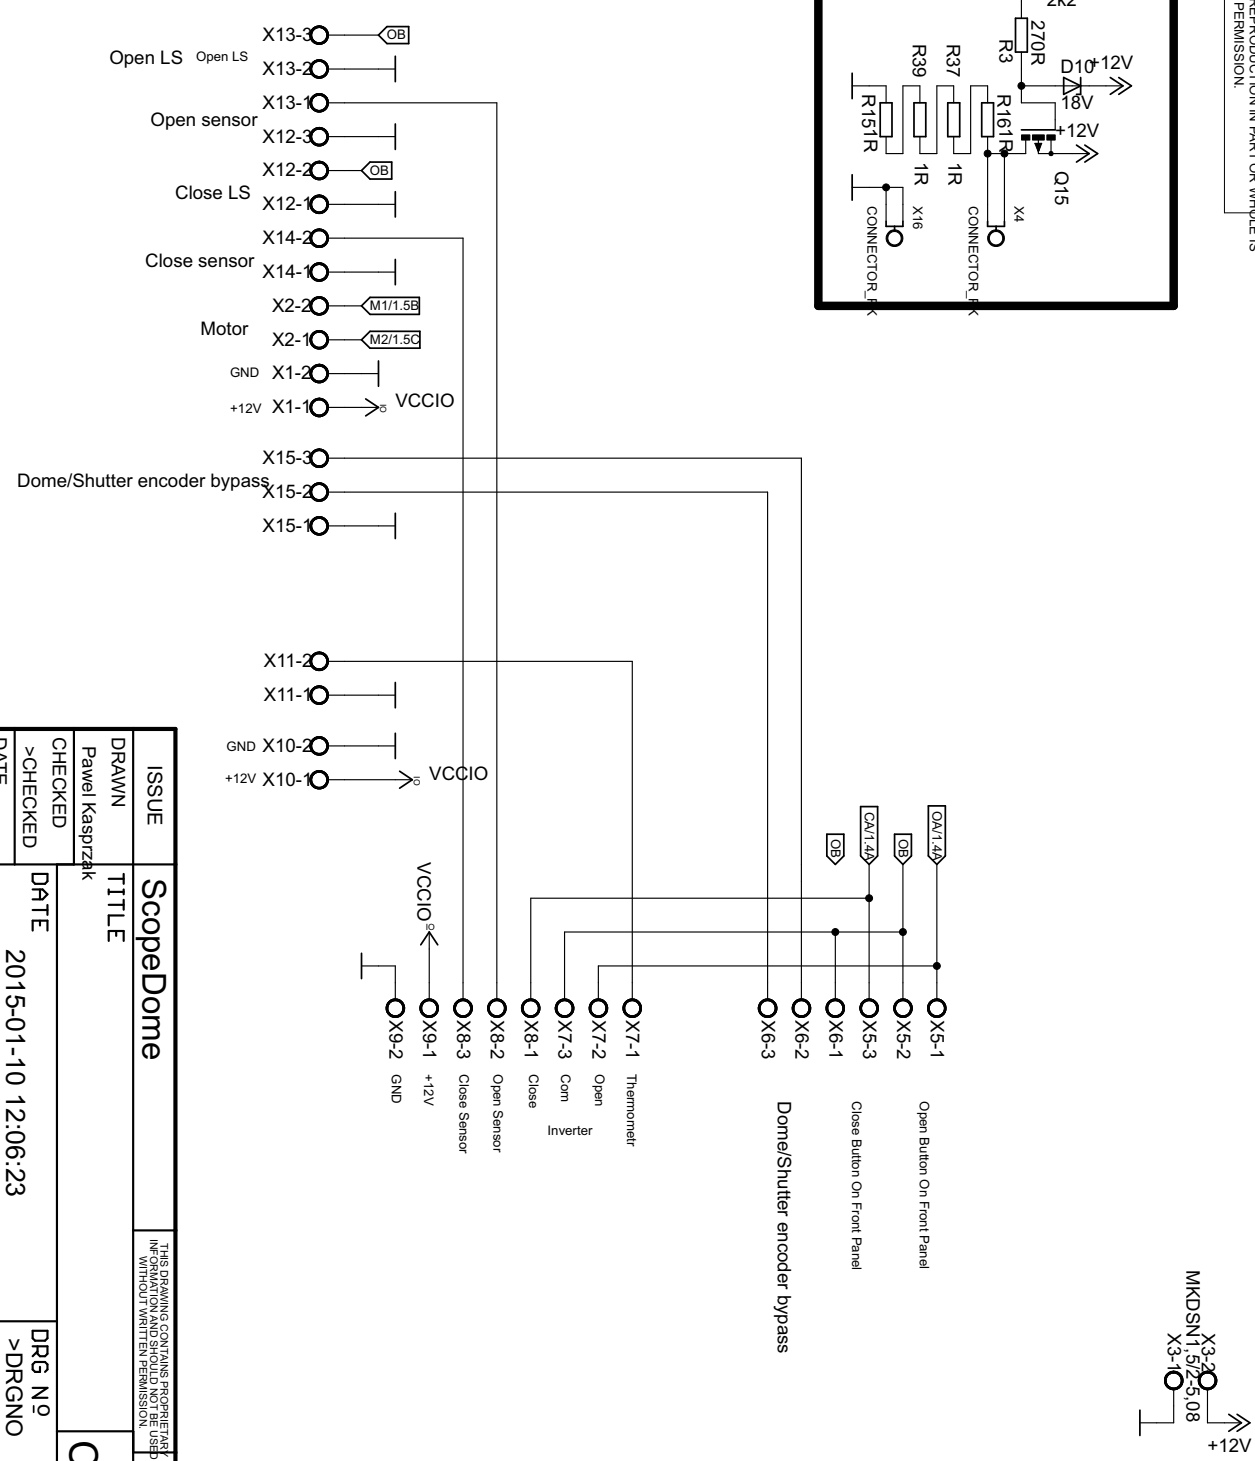 X13-3
OB
Open LS
Open LS
X13-2
X13-1
Open sensor
X12-3
X12-2
OB
Close LS
X12-1
X14-2
Close sensor
X14-1
X2-2
M1/1.5B
Motor
X2-1
M2/1.5C
GND
X1-2
+12V
X1-1
VCCIO
X15-3
Dome/Shutter encoder bypass
X15-2
X15-1
X11-2
X11-1
GND
X10-2
+12V
X10-1
VCCIO
2k2
270R
R3
D10
+12V
18V
+12V
Q15
R39
R37
R15
1R
R16
1R
1R
1R
X16
CONNECTOR_
X4
CONNECTOR_
REPRODUCTION IN PART OR WHOLE IS
PERMISSION.
OB
CA/1.4A
OB
OA/1.4A
VCCIO
X9-2
GND
X9-1
+12V
X8-3
Close Sensor
X8-2
Open Sensor
X8-1
Close
X7-3
Com
X7-2
Open
Inverter
X7-1
Thermometr
X6-3
X6-2
X6-1
X5-3
X5-2
X5-1
Dome/Shutter encoder bypass
Close Button On Front Panel
Open Button On Front Panel
MKDSN1,5/2-5,08
X3-1
X3-2
+12V
ISSUE
ScopeDome
THIS DRAWING CONTAINS PROPRIETARY
INFORMATION AND SHOULD NOT BE USED
WITHOUT WRITTEN PERMISSION.
DRAWN
Pawel Kasprzak
TITLE
CHECKED
>CHECKED
DATE
2015-01-10 12:06:23
DRG Nº
>DRGNO
DATE